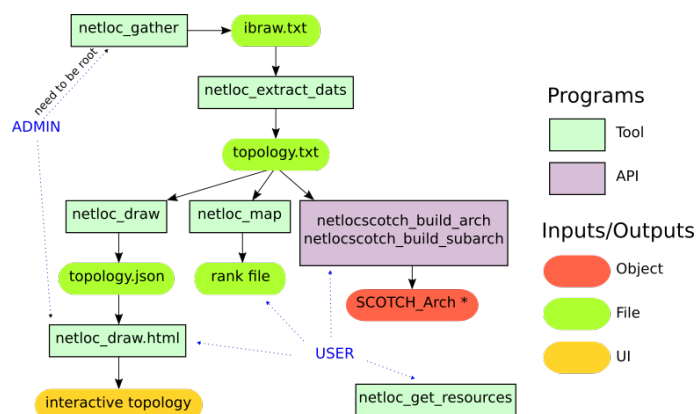 netloc_gather
ibraw.txt
need to be root
netloc_extract_dats
ADMIN
topology.txt
netloc_draw
netloc_map
netlocscotch_build_arch
netlocscotch_build_subarch
topology.json
rank file
SCOTCH_Arch *
netloc_draw.html
USER
interactive topology
netloc_get_resources
Programs
Tool
API
Inputs/Outputs
Object
File
UI